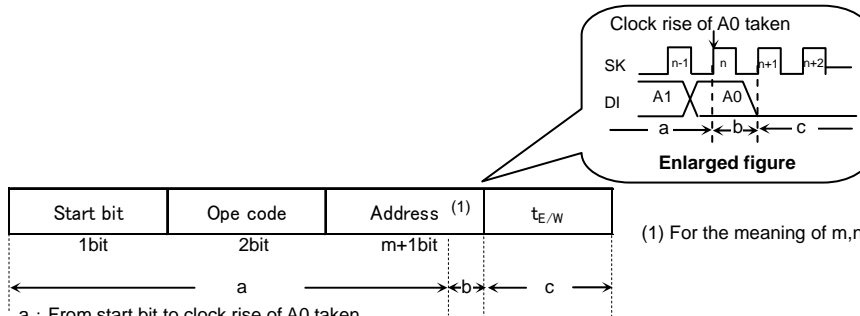 Clock rise of A0 taken
SK n-1 n n+1 n+2
DI A1 A0
a b c
Enlarged figure
Start bit Ope code Address (1) tE/W
1bit 2bit m+1bit
(1) For the meaning of m,n
a b c
a : From start bit to clock rise of A0 taken